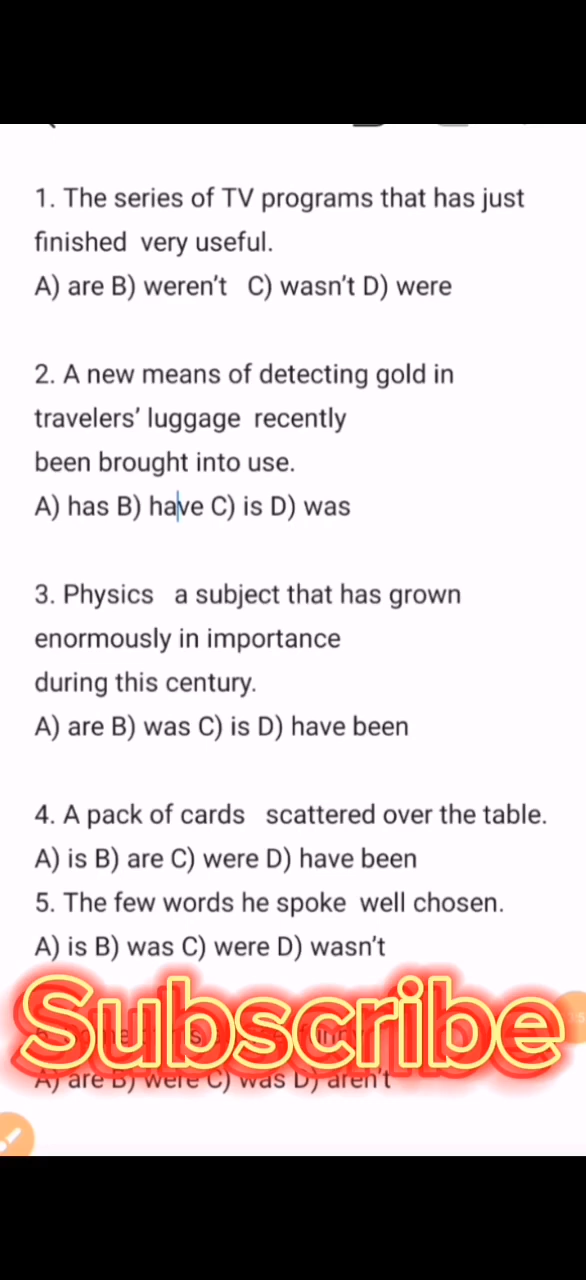 1. The series of TV programs that has just
finished very useful.
A) are B) weren't C) wasn't D) were
2. A new means of detecting gold in
travelers' luggage recently
been brought into use.
A) has B) have C) is D) was
3. Physics a subject that has grown
enormously in importance
during this century.
A) are B) was C) is D) have been
4. A pack of cards scattered over the table.
A) is B) are C) were D) have been
5. The few words he spoke well chosen.
A) is B) was C) were D) wasn't
Subscribe
A) are B) were C) was D) aren't